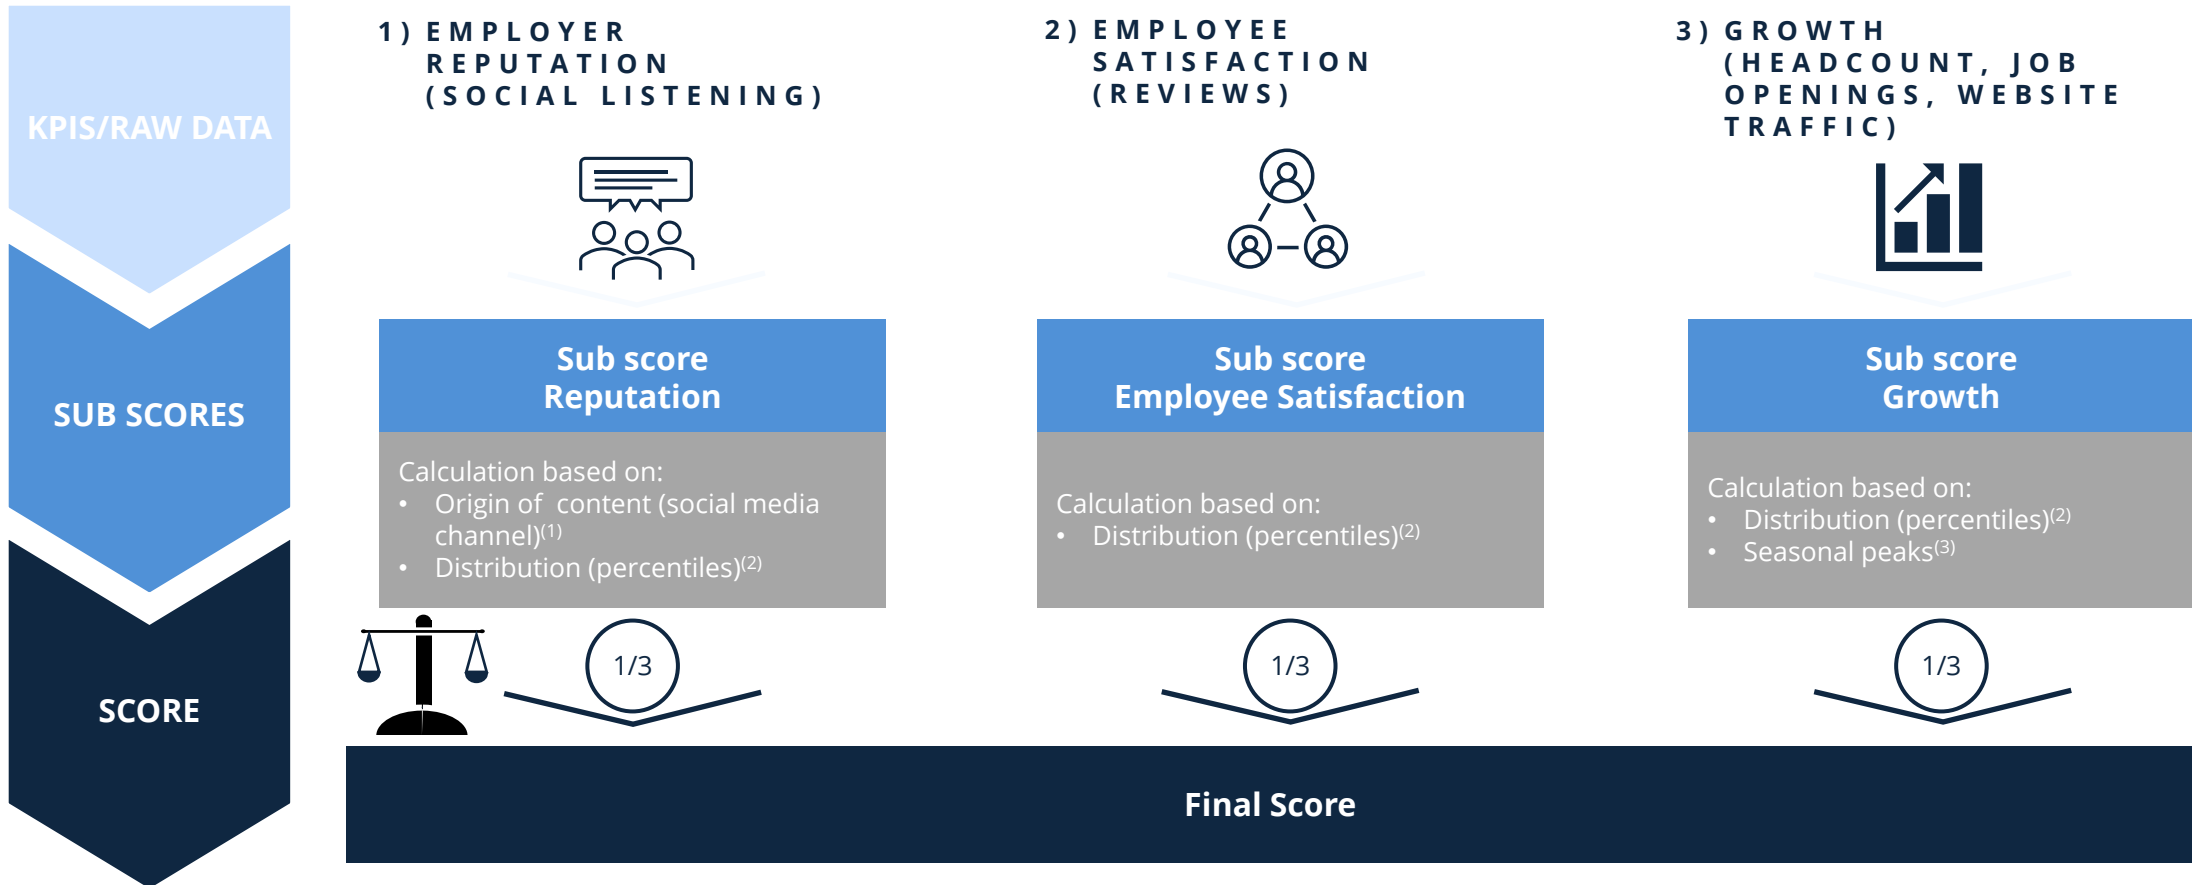 KPIS/RAW DATA
1) EMPLOYER
REPUTATION
(SOCIAL LISTENING)
2) EMPLOYEE
SATISFACTION
(REVIEWS)
3) GROWTH
(HEADCOUNT, JOB
OPENINGS, WEBSITE
TRAFFIC)
SUB SCORES
Sub score
Reputation
Calculation based on:
• Origin of content (social media
channel)(1)
• Distribution (percentiles)(2)
Sub score
Employee Satisfaction
Calculation based on:
• Distribution (percentiles)(2)
Sub score
Growth
Calculation based on:
• Distribution (percentiles)(2)
• Seasonal peaks(3)
SCORE
1/3
1/3
1/3
Final Score